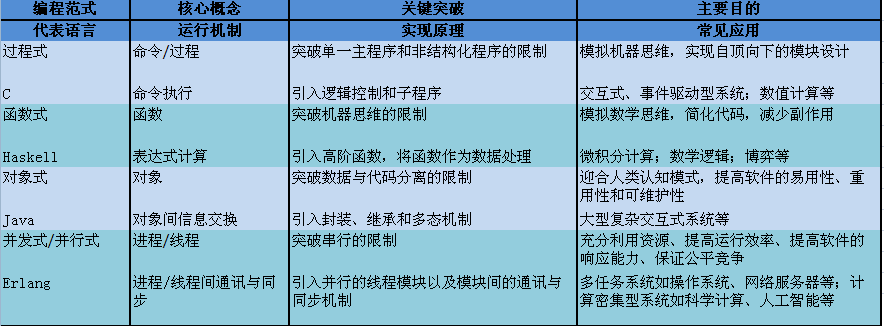 编程范式 核心概念 关键突破 主要目的
代表语言 运行机制 实现原理 常见应用
过程式 命令/过程 突破单一主程序和非结构化程序的限制 模拟机器思维，实现自顶向下的模块设计
C 命令执行 引入逻辑控制和子程序 交互式、事件驱动型系统；数值计算等
函数式 函数 突破机器思维的限制 模拟数学思维，简化代码，减少副作用
Haskell 表达式计算 引入高阶函数，将函数作为数据处理 微积分计算；数学逻辑；博弈等
对象式 对象 突破数据与代码分离的限制 迎合人类认知模式，提高软件的易用性、重
用性和可维护性
Java 对象间信息交换 引入封装、继承和多态机制 大型复杂交互式系统等
并发式/并行式 进程/线程 突破串行的限制 充分利用资源、提高运行效率、提高软件的
响应能力、保证公平竞争
Erlang 进程/线程间通讯与同 引入并行的线程模块以及模块间的通讯与 多任务系统如操作系统、网络服务器等；计
步 同步机制 算密集型系统如科学计算、人工智能等